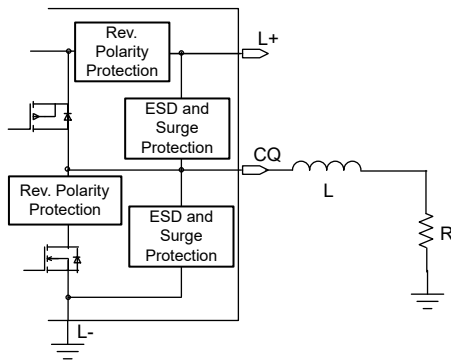 Rev.
Polarity
Protection
L+
ESD and
Surge
Protection
CQ
L
Rev. Polarity
Protection
ESD and
Surge
Protection
R
L-